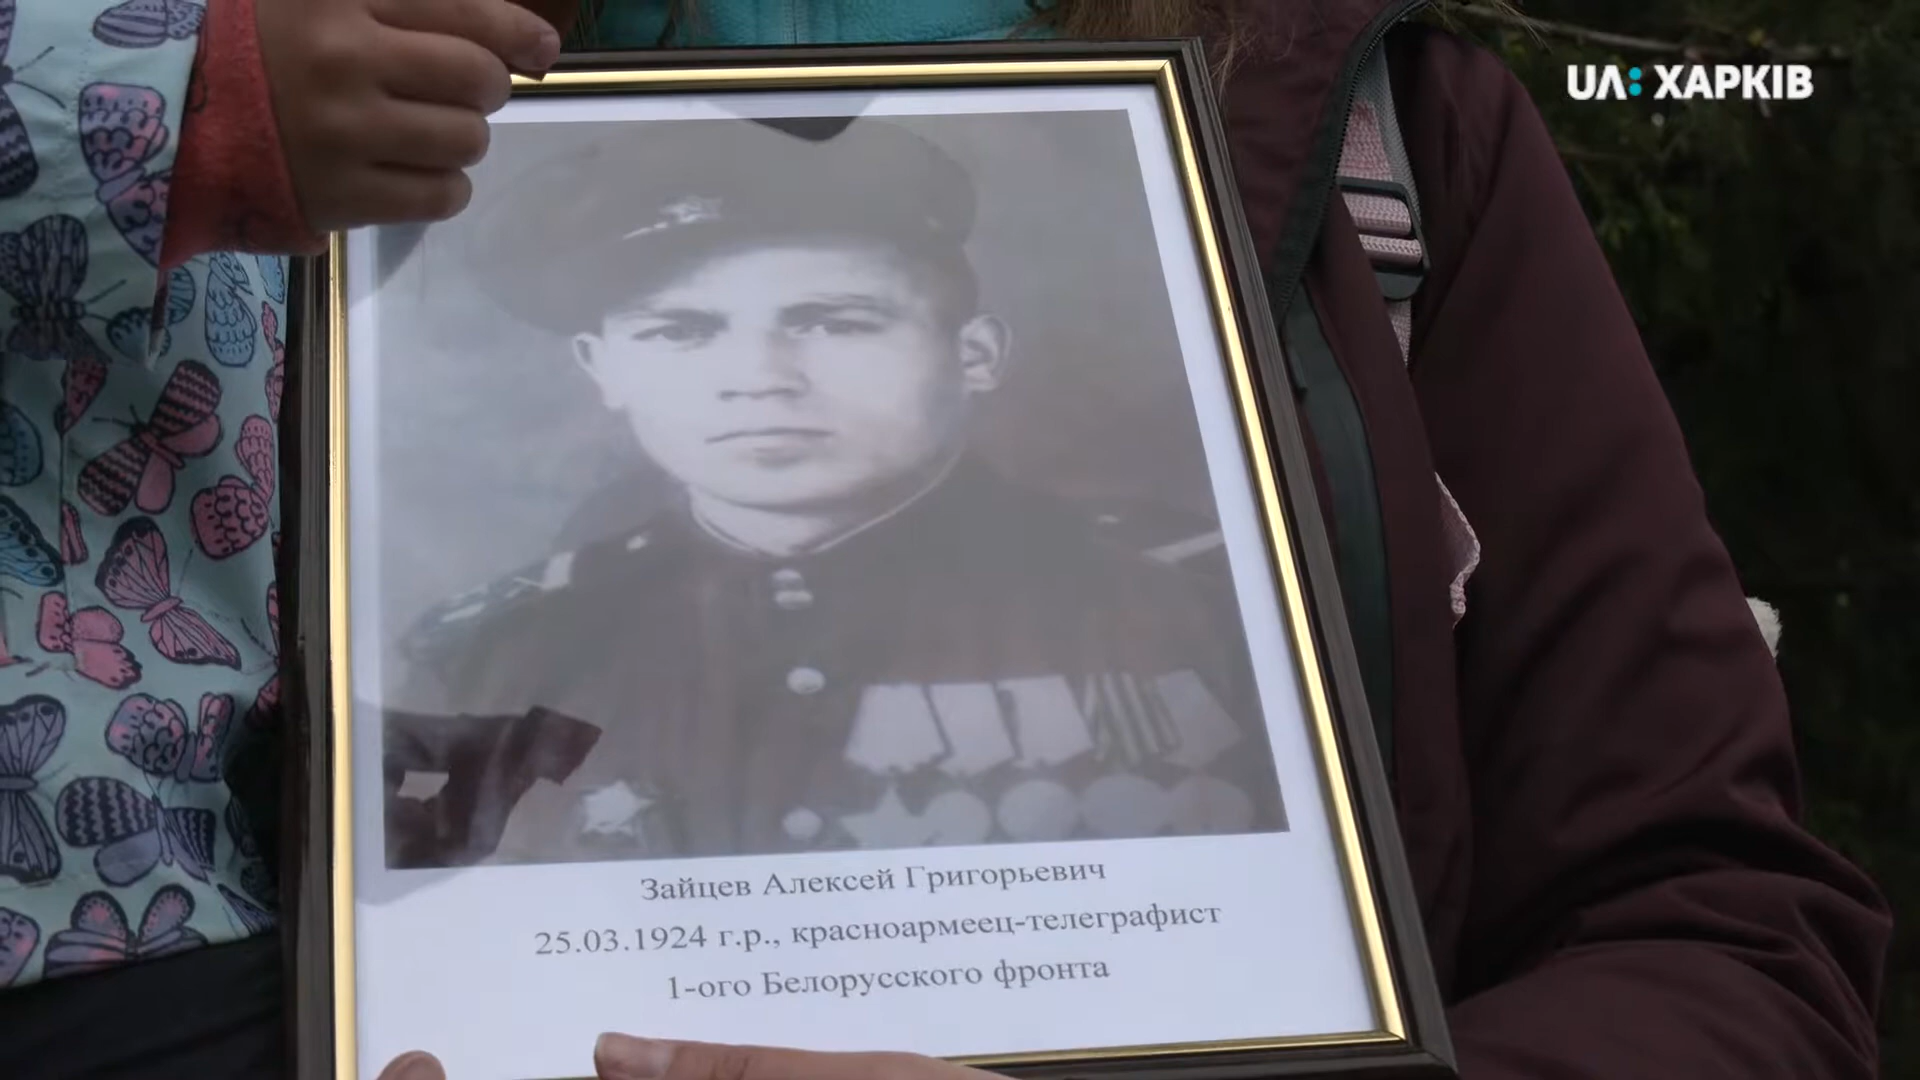 UA: ХАРКІВ
Зайцев Алексей Григорьевич
25.03.1924 г.р., красноармеец-телеграфист
1-ого Белорусского фронта